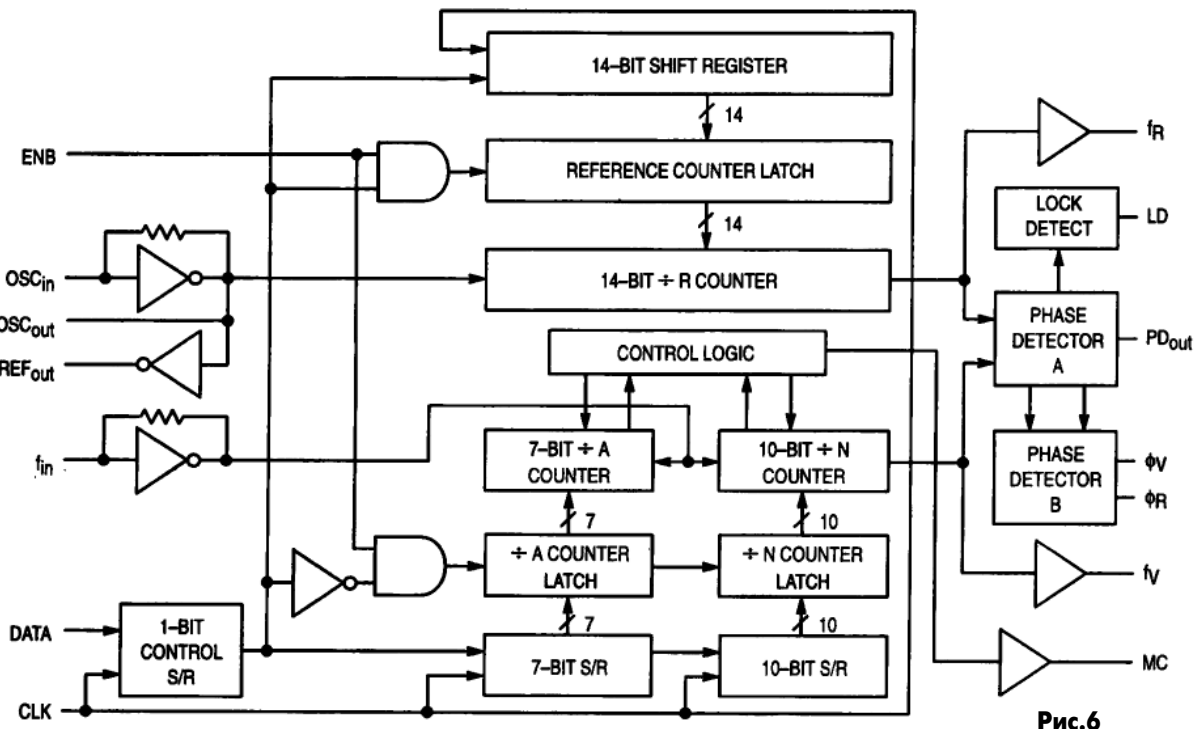 14–BIT SHIFT REGISTER
14
ENB
REFERENCE COUNTER LATCH
fR
14
LOCK
DETECT
LD
OSCin
14–BIT ÷ R COUNTER
OSCout
PHASE
DETECTOR
A
PDout
REFout
CONTROL LOGIC
fin
7–BIT ÷ A
COUNTER
10–BIT ÷ N
COUNTER
PHASE
DETECTOR
B
ϕV
ϕR
7
10
÷ A COUNTER
LATCH
÷ N COUNTER
LATCH
fV
7
10
DATA
1–BIT
CONTROL
S/R
7–BIT S/R
10–BIT S/R
MC
CLK
Рис.6